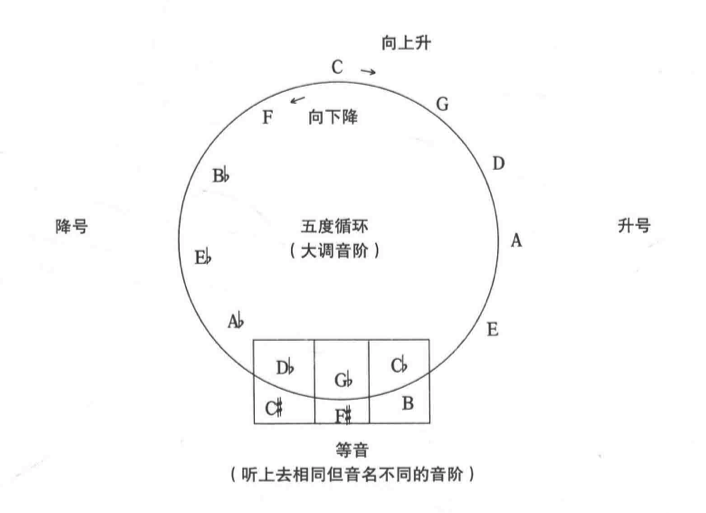 向上升
C →
← F
向下降
G
B♭
D
降号
五度循环
（大调音阶）
升号
E♭
A
A♭
E
D♭
G♭
C♭
C♯
F♯
B
等音
（听上去相同但音名不同的音阶）